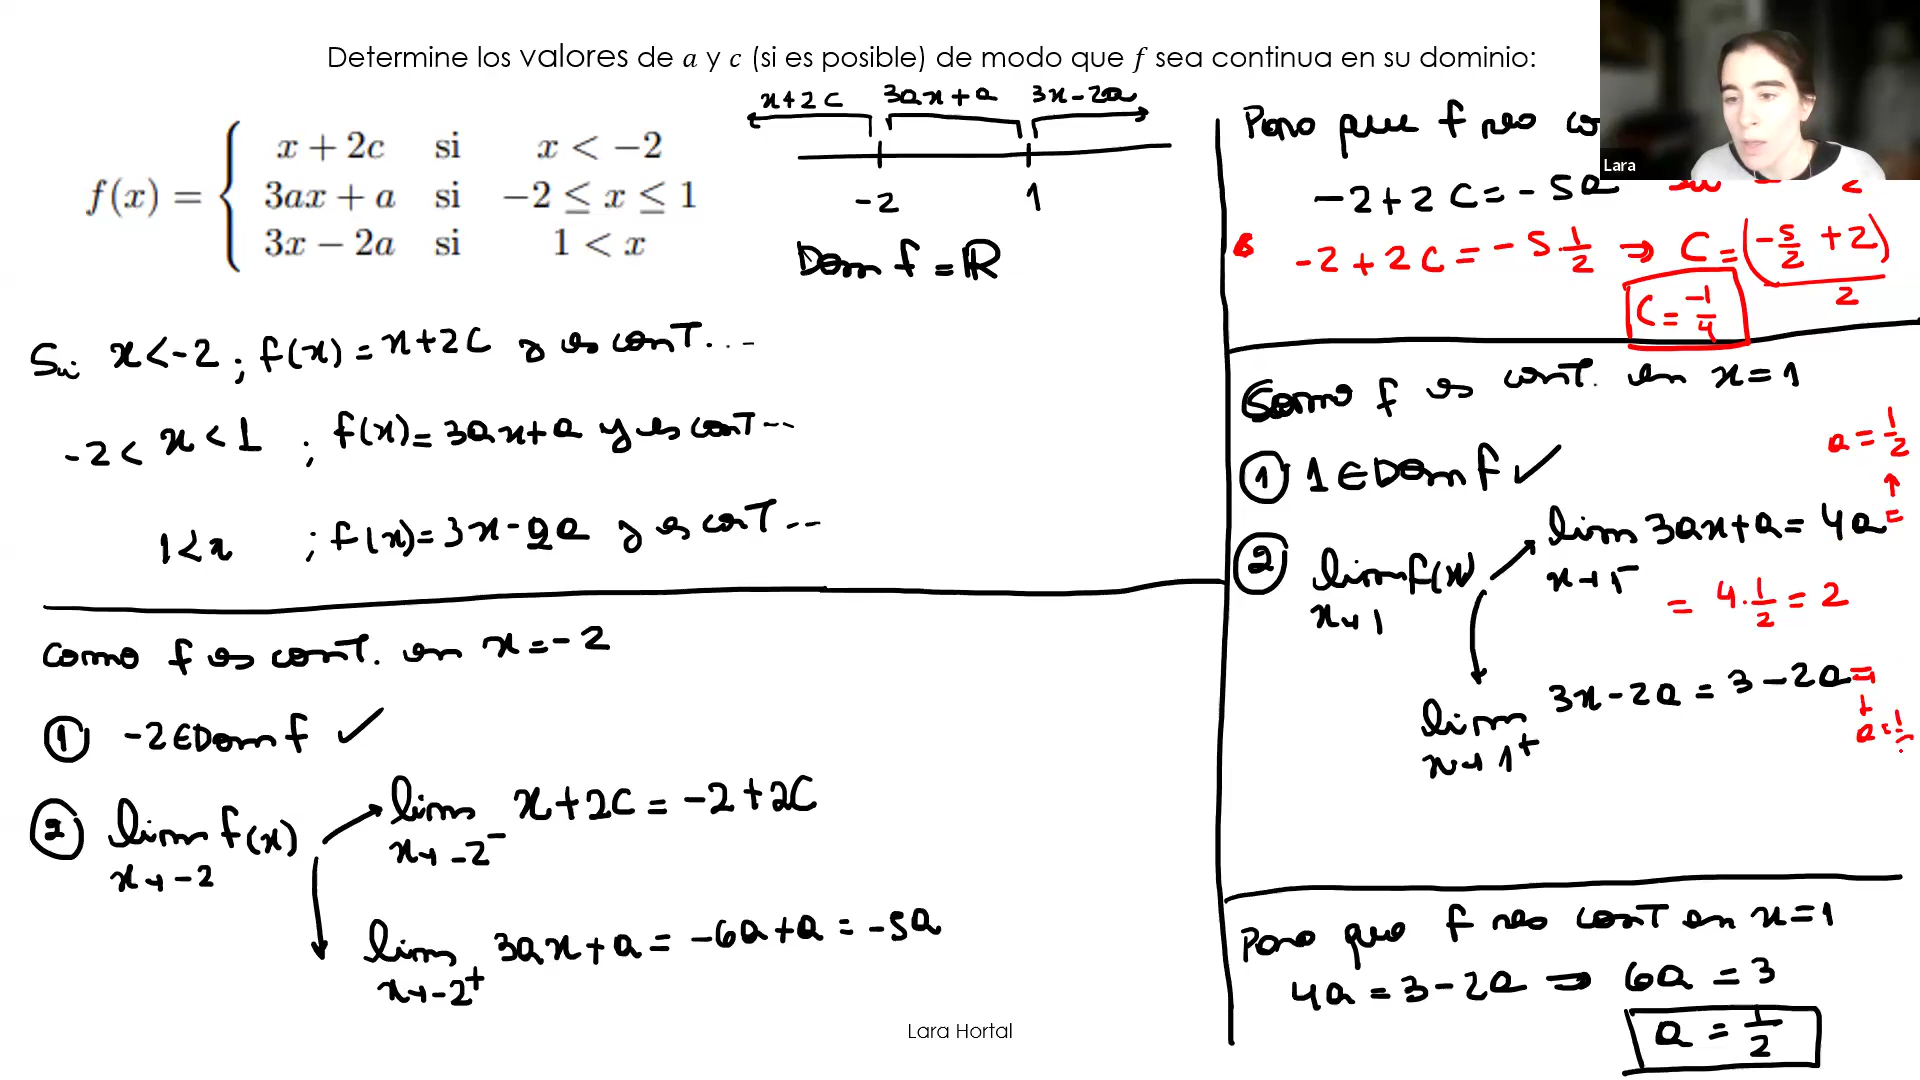 Determine los valores de a y c (si es posible) de modo que f sea continua en su dominio:
f(x) = { x + 2c si x < −2
3ax + a si −2 ≤ x ≤ 1
3x − 2a si 1 < x
x+2c 3ax+a 3x-2a
-2 1
Dom f = ℝ
Si x<-2 ; f(x) = x+2c y es cont...
-2< x<1 ; f(x)= 3ax+a y es cont...
1<x ; f(x)= 3x-2a y es cont...
Como f es cont. en x=-2
① -2∈Dom f ✓
② lim f(x) x→-2
lim x→-2⁻ x+2c = -2+2c
lim x→-2⁺ 3ax+a = -6a+a = -5a
Para que f sea
-2+2c = -5a
-2+2c = -5·1/2 ⇒ c = (-5/2 +2)/2
c = -1/4
Como f es cont. en x=1
① 1∈Dom f ✓
② lim f(x) x→1
lim x→1⁻ 3ax+a = 4a =
a = 1/2
= 4·1/2 = 2
lim x→1⁺ 3x-2a = 3-2a =
Para que f sea cont en x=1
4a = 3-2a ⇒ 6a = 3
a = 1/2
Lara Hortal
Lara